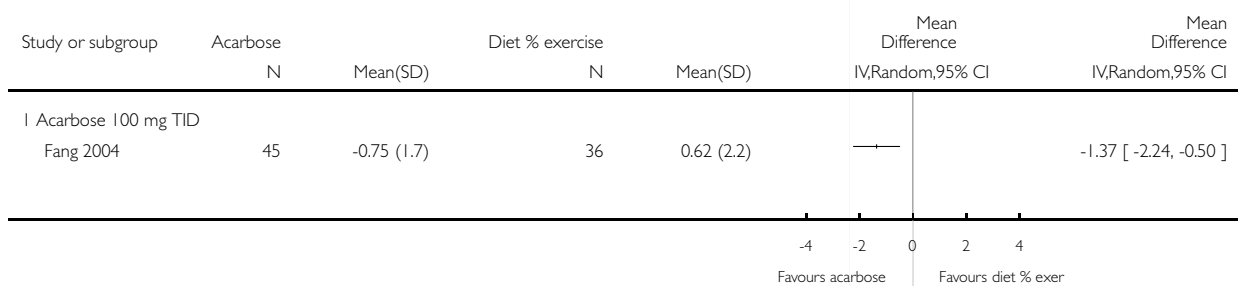 Mean Mean
Study or subgroup Acarbose Diet % exercise Difference Difference
N Mean(SD) N Mean(SD) IV,Random,95% CI IV,Random,95% CI
1 Acarbose 100 mg TID
Fang 2004 45 -0.75 (1.7) 36 0.62 (2.2) -1.37 [ -2.24, -0.50 ]
-4 -2 0 2 4
Favours acarbose Favours diet % exer